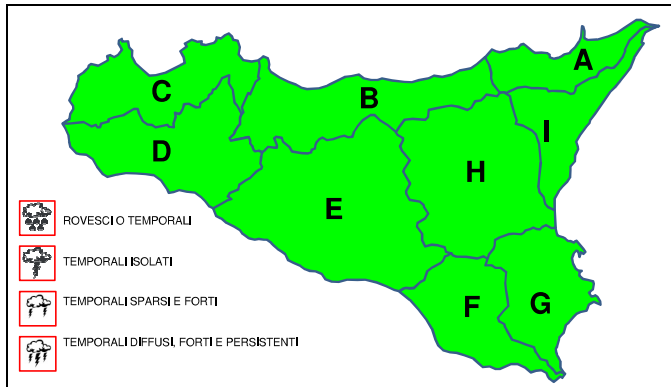 A
C
B
I
D
H
E
ROVESCI O TEMPORALI
TEMPORALI ISOLATI
TEMPORALI SPARSI E FORTI
F
G
TEMPORALI DIFFUSI, FORTI E PERSISTENTI